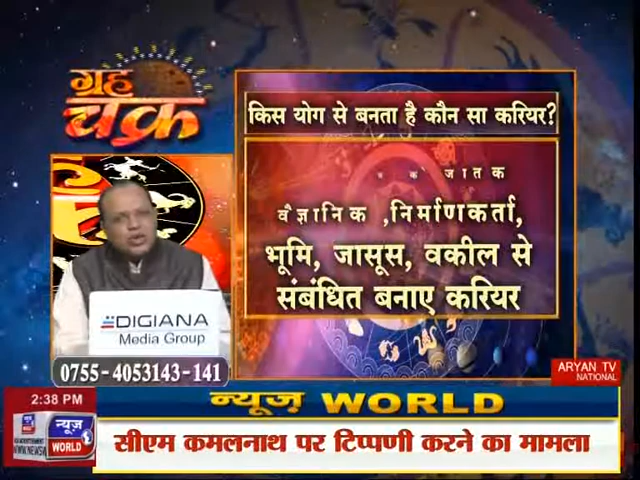 ग्रह
चक्र
किस योग से बनता है कौन सा करियर?
जातक
वैज्ञानिक ,निर्माणकर्ता,
भूमि, जासूस, वकील से
संबंधित बनाए करियर
DIGIANA
Media Group
0755-4053143-141
ARYAN TV
NATIONAL
2:38 PM
न्यूज़ WORLD
न्यूज़
WORLD
सीएम कमलनाथ पर टिप्पणी करने का मामला